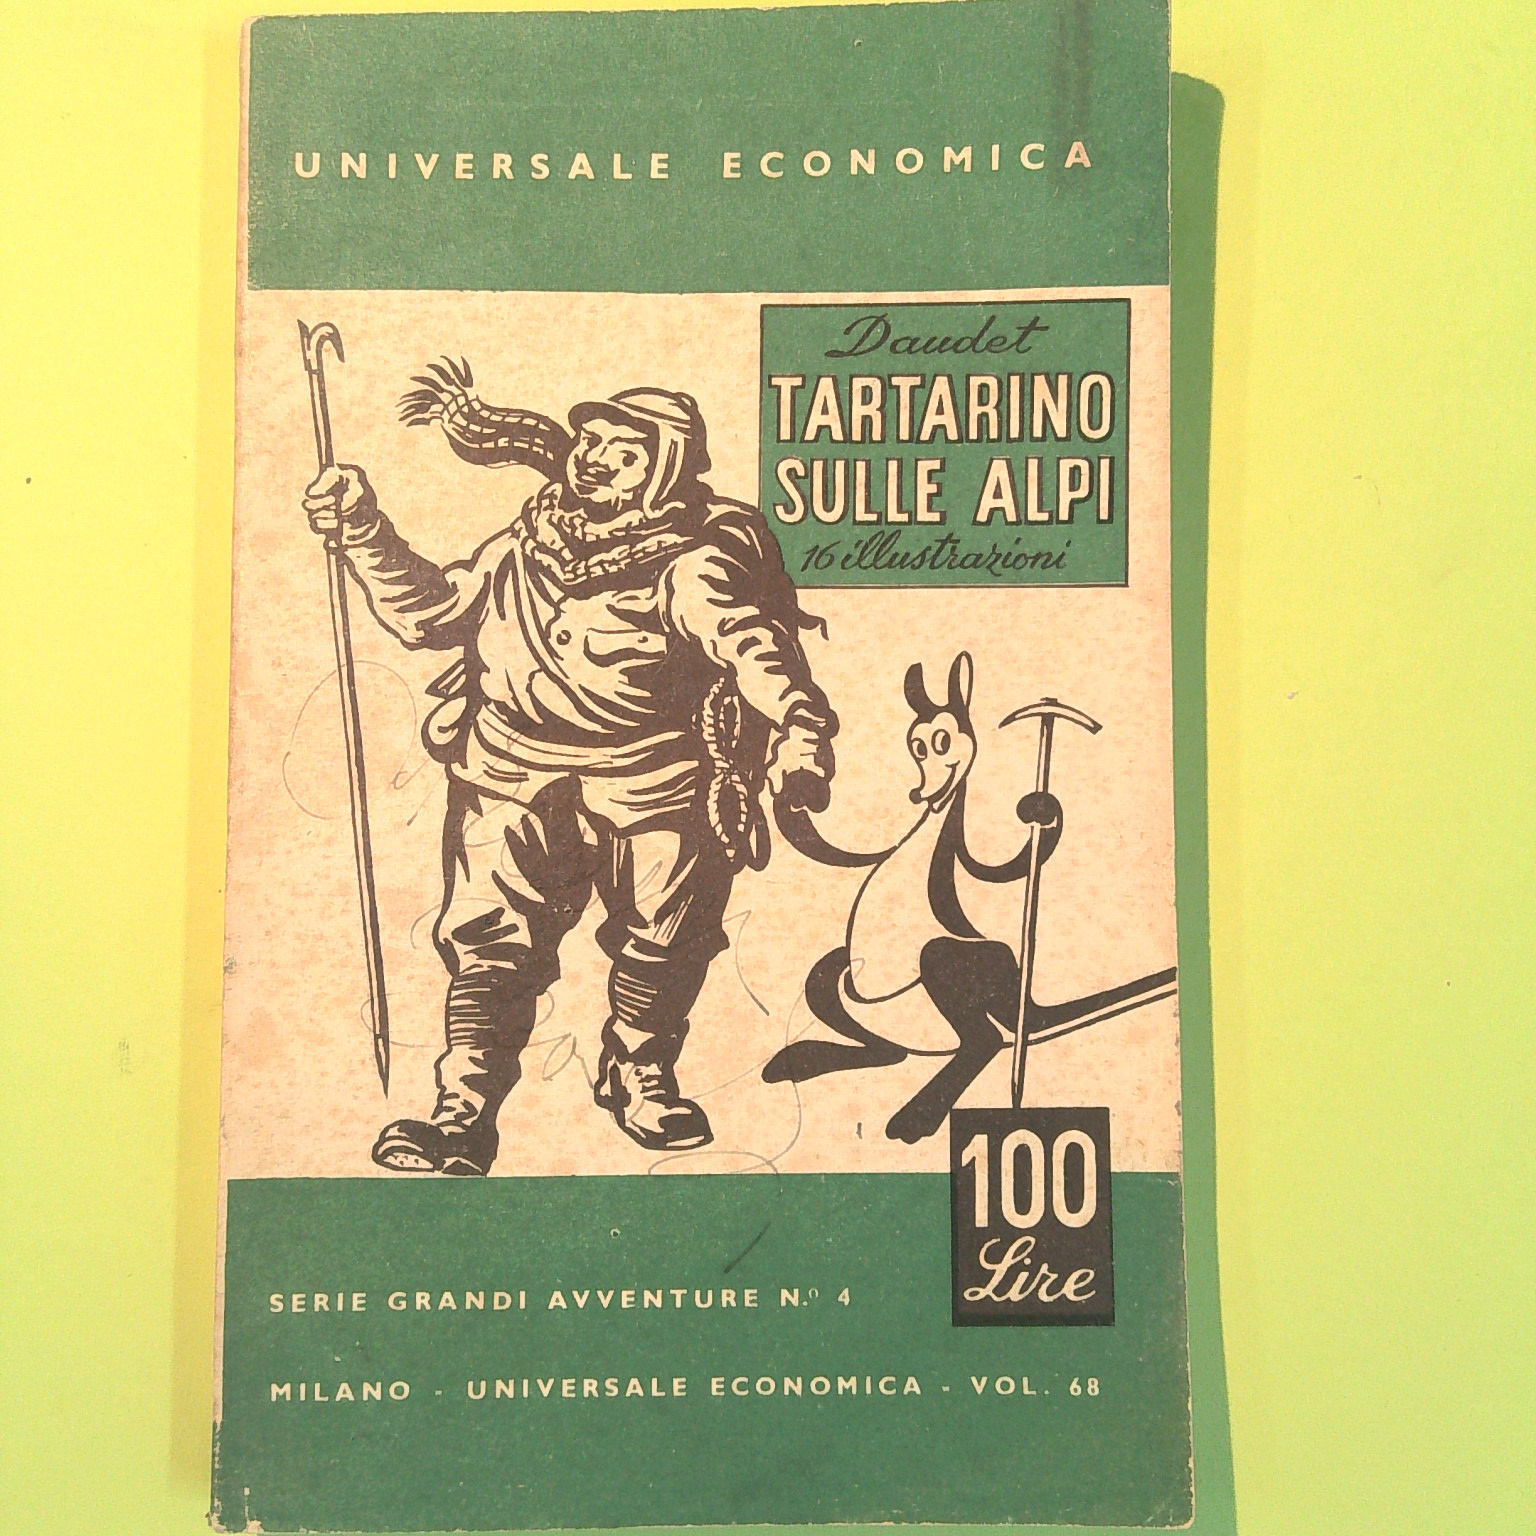 UNIVERSALE ECONOMICA
Daudet
TARTARINO
SULLE ALPI
16 illustrazioni
100
Lire
SERIE GRANDI AVVENTURE N.º 4
MILANO - UNIVERSALE ECONOMICA - VOL. 68